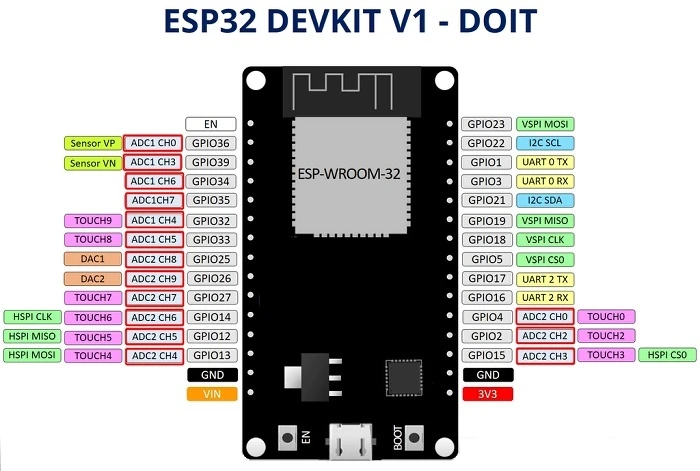 ESP32 DEVKIT V1 - DOIT
EN
Sensor VP ADC1 CH0 GPIO36
Sensor VN ADC1 CH3 GPIO39
ADC1 CH6 GPIO34
ADC1CH7 GPIO35
TOUCH9 ADC1 CH4 GPIO32
TOUCH8 ADC1 CH5 GPIO33
DAC1 ADC2 CH8 GPIO25
DAC2 ADC2 CH9 GPIO26
TOUCH7 ADC2 CH7 GPIO27
HSPI CLK TOUCH6 ADC2 CH6 GPIO14
HSPI MISO TOUCH5 ADC2 CH5 GPIO12
HSPI MOSI TOUCH4 ADC2 CH4 GPIO13
GND
VIN
ESP-WROOM-32
EN
BOOT
GPIO23 VSPI MOSI
GPIO22 I2C SCL
GPIO1 UART 0 TX
GPIO3 UART 0 RX
GPIO21 I2C SDA
GPIO19 VSPI MISO
GPIO18 VSPI CLK
GPIO5 VSPI CS0
GPIO17 UART 2 TX
GPIO16 UART 2 RX
GPIO4 ADC2 CH0 TOUCH0
GPIO2 ADC2 CH2 TOUCH2
GPIO15 ADC2 CH3 TOUCH3 HSPI CS0
GND
3V3